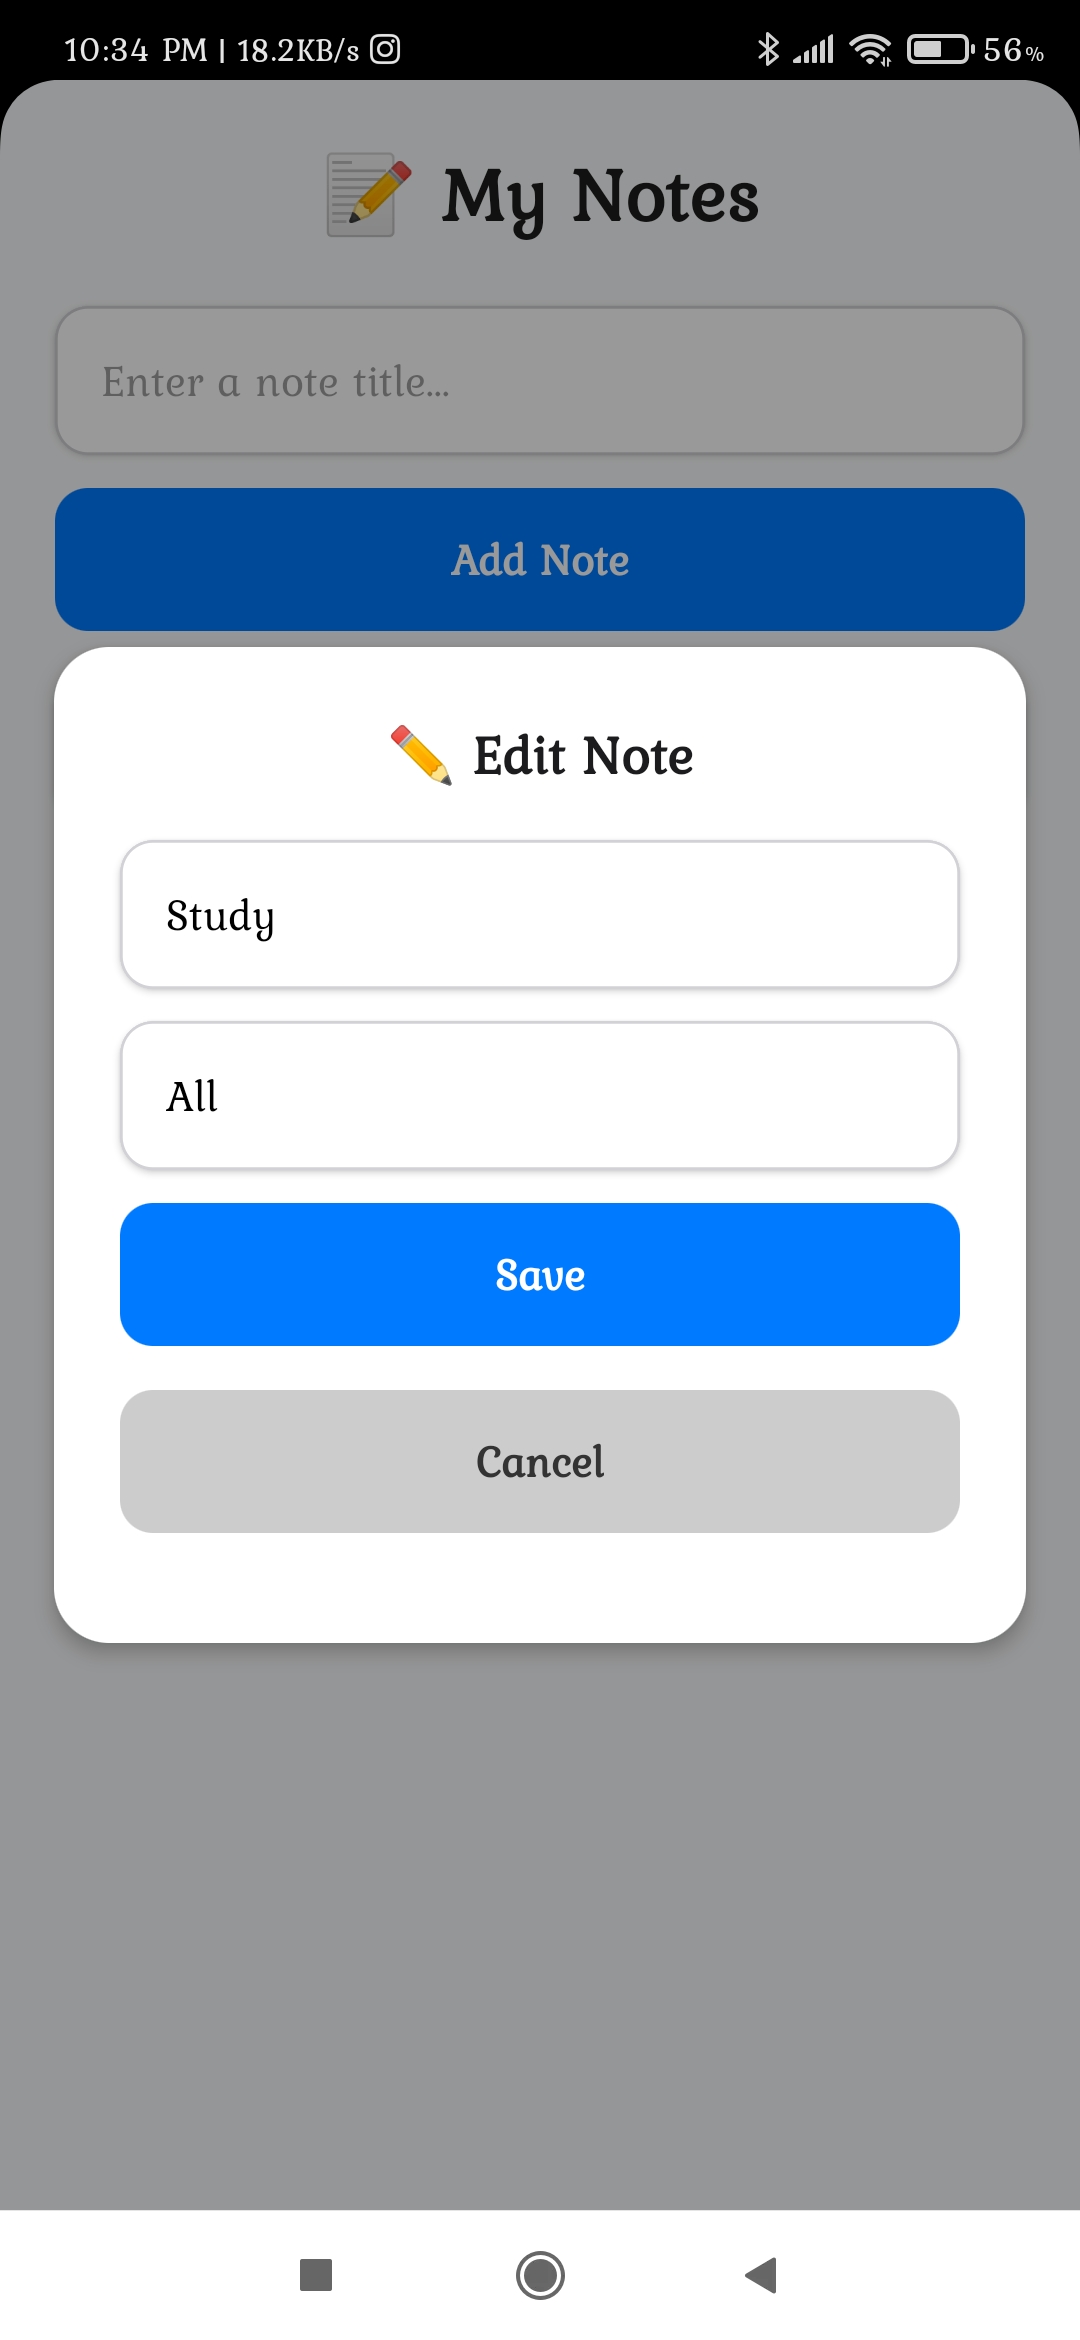 10:34 PM | 18.2KB/s 56%
My Notes
Enter a note title...
Add Note
Edit Note
Study
All
Save
Cancel